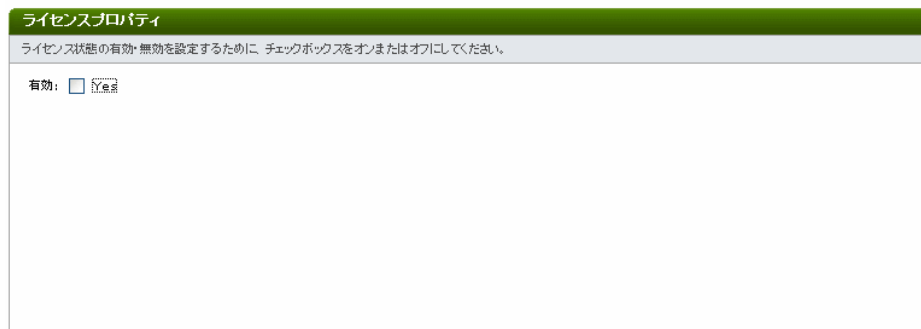 ライセンスプロパティ
ライセンス状態の有効・無効を設定するために、チェックボックスをオンまたはオフにしてください。
有効: Yes